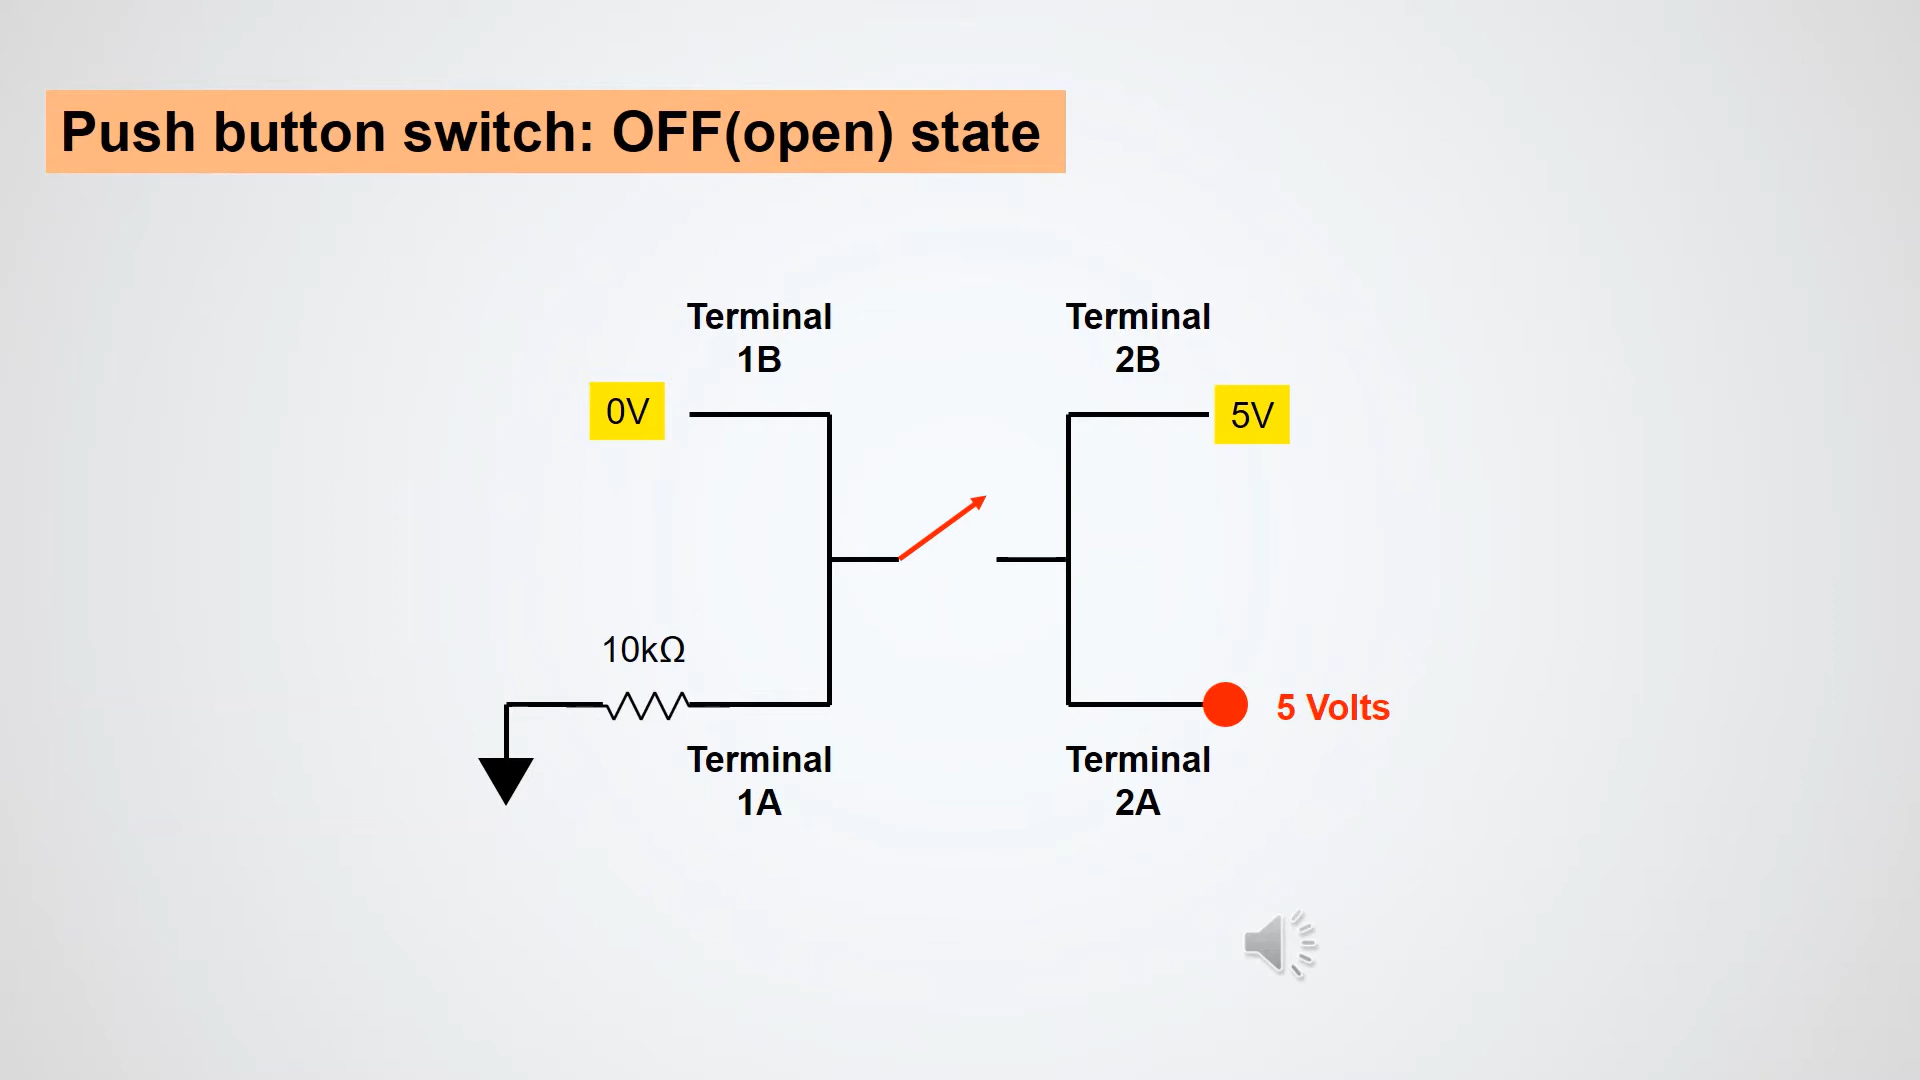 Push button switch: OFF(open) state
Terminal
1B
Terminal
2B
0V
5V
10kΩ
5 Volts
Terminal
1A
Terminal
2A